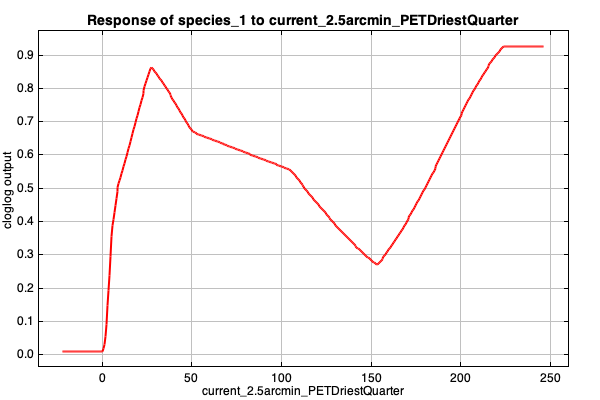 Response of species_1 to current_2.5arcmin_PETDriestQuarter
cloglog output
0.9
0.8
0.7
0.6
0.5
0.4
0.3
0.2
0.1
0.0
0 50 100 150 200 250
current_2.5arcmin_PETDriestQuarter